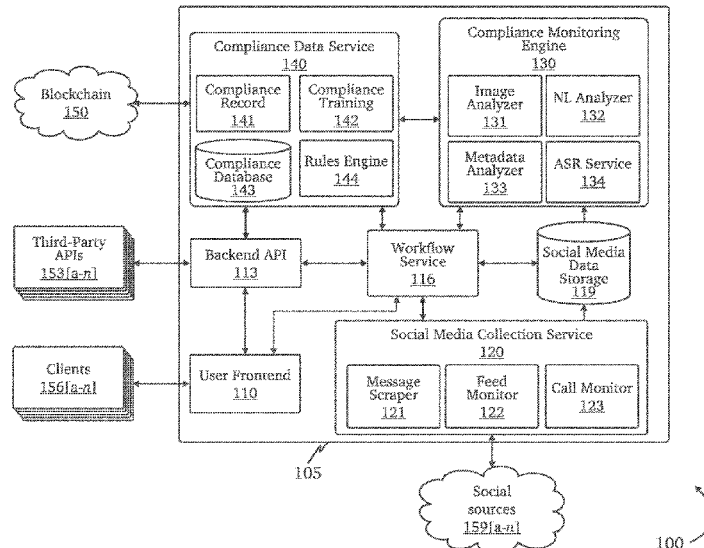 Compliance Data Service
140
Compliance
Record
141
Compliance
Training
142
Compliance
Database
143
Rules Engine
144
Compliance Monitoring
Engine
130
Image
Analyzer
131
NL Analyzer
132
Metadata
Analyzer
133
ASR Service
134
Blockchain
150
Third-Party
APIs
153[a-n]
Backend API
113
Workflow
Service
116
Social Media
Data
Storage
119
Clients
156[a-n]
User Frontend
110
Social Media Collection Service
120
Message
Scraper
121
Feed
Monitor
122
Call Monitor
123
105
Social
sources
159[a-n]
100